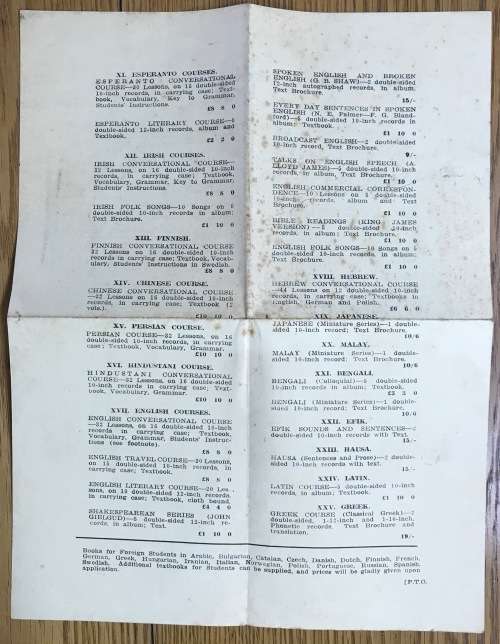 XI. ESPERANTO COURSES.
ESPERANTO CONVERSATIONAL
COURSE—20 Lessons, on 15 double-sided
10-inch records, in carrying case; Text-
book, Vocabulary, Key to Grammar,
Students' Instructions.
£8 8 0
ESPERANTO LITERARY COURSE—5
double-sided 12-inch records, album and
Textbook.
£2 2 0
XII. IRISH COURSES.
IRISH CONVERSATIONAL COURSE—
32 Lessons, on 16 double-sided 10-inch
records, in carrying case; Textbook,
Vocabulary, Grammar, Key to Grammar,
Students' Instructions.
£8 8 0
IRISH FOLK SONGS—10 Songs on 5
double-sided 10-inch records in album;
Text Brochure.
£1 10 0
XIII. FINNISH.
FINNISH CONVERSATIONAL COURSE
32 Lessons on 16 double-sided 10-inch
records in carrying case; Textbook, Vocab-
ulary, Students' Instructions in Swedish.
£8 8 0
XIV. CHINESE COURSE.
CHINESE CONVERSATIONAL COURSE
on 16 double-sided 10-inch
records, in carrying case; Textbook (2
vols.).
£10 10 0
XV. PERSIAN COURSE.
PERSIAN COURSE—32 Lessons, on 16
double-sided 10-inch records, in carrying
case; Textbook, Vocabulary, Grammar.
£10 10 0
XVI. HINDUSTANI COURSE.
HINDUSTANI CONVERSATIONAL
COURSE—32 Lessons, on 16 double-sided
10-inch records, in carrying case; Text-
book, Vocabulary, Grammar.
£10 10 0
XVII. ENGLISH COURSES.
ENGLISH CONVERSATIONAL COURSE
Lessons, on 16 double-sided 10-inch
records in carrying case; Textbook,
Vocabulary, Grammar, Students' Instruc-
tions (see footnote).
£8 8 0
ENGLISH TRAVEL COURSE—30 Lessons,
on 15 double-sided 10-inch records, in
carrying case; Textbook.
£8 8 0
ENGLISH LITERARY COURSE—20 Les-
sons, on 10 double-sided 12-inch records,
in carrying case; Textbook, cloth bound.
£4 4 0
SHAKESPEAREAN SERIES (JOHN
GIELGUD)—5 double-sided 12-inch re-
cords, in album; Text.
£1 10 0
SPOKEN ENGLISH AND BROKEN
ENGLISH (G. B. SHAW)—2 double-sided
12-inch autographed records, in album.
Text Brochure.
15/-
EVERY DAY SENTENCES IN SPOKEN
ENGLISH (N. E. Palmer—F. G. Bland-
ford)—5 double-sided 10-inch records in
album; Textbook.
£1 10 0
BROADCAST ENGLISH—2 double-sided
10-inch record, Text Brochure.
9/-
TALKS ON ENGLISH SPEECH (A.
LLOYD JAMES)—5 double-sided 10-inch
records, in album; Text Brochure.
£1 10 0
ENGLISH COMMERCIAL CORRESPON-
DENCE—10 Lessons on 5 double-sided
10-inch records, album and Text
Brochure.
£1 10 0
BIBLE READINGS (KING JAMES
VERSION)—5 double-sided 10-inch
records, in album; Text Brochure.
£1 10 0
ENGLISH FOLK SONGS—10 Songs on 5
double-sided 10-inch records, in album;
Text Brochure.
£1 10 0
XVIII. HEBREW.
HEBREW CONVERSATIONAL COURSE
Lessons on 12 double-sided 10-inch
records, in carrying case; Textbooks in
English, German and Polish.
£6 6 0
XIX. JAPANESE.
JAPANESE (Miniature Series)—1 double-
sided 10-inch record; Text Brochure.
10/6
XX. MALAY.
MALAY (Miniature Series)—1 double-
sided 10-inch record; Text Brochure.
10/6
XXI. BENGALI.
BENGALI (Colloquial)—5 double-sided
10-inch records in album; Textbook.
£3 3 0
BENGALI (Miniature Series)—1 double-
sided 10-inch record; Text Brochure.
10/6
XXII. EFIK.
EFIK SOUNDS AND SENTENCES—2
double-sided 10-inch records with Text.
15/-
XXIII. HAUSA.
HAUSA (Sentences and Prose)—2 double-
sided 10-inch records with text.
15/-
XXIV. LATIN.
LATIN COURSE—5 double-sided 10-inch
records, in album; Textbook.
£1 10 0
XXV. GREEK.
GREEK COURSE (Classical Greek)—2
double-sided, 1-12-inch and 1-10-inch,
Phonetic records. Text Brochure and
translation.
19/-
Books for Foreign Students in Arabic, Bulgarian, Catalan, Czech, Danish, Dutch, Finnish, French,
German, Greek, Hungarian, Iranian, Italian, Norwegian, Polish, Portuguese, Russian, Spanish,
Swedish. Additional textbooks for Students can be supplied, and prices will be gladly given upon
application.
[P.T.O.